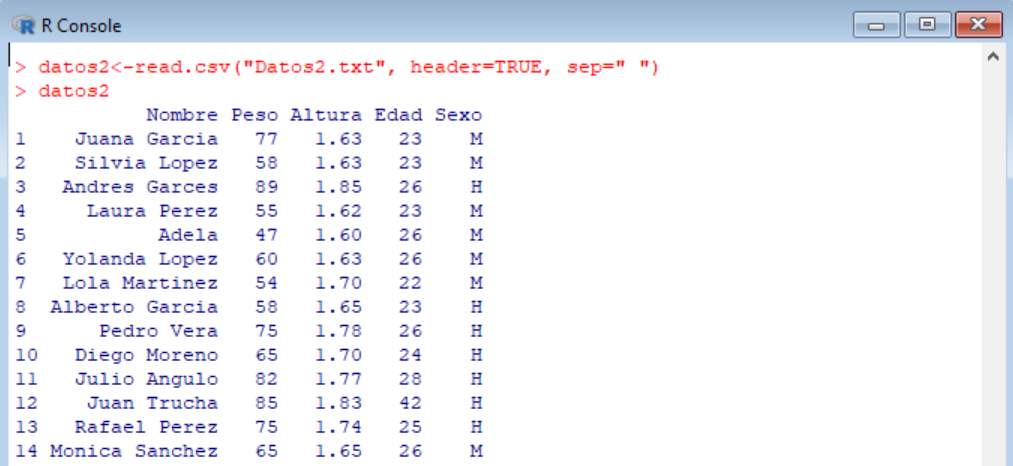 R Console
> datos2<-read.csv("Datos2.txt", header=TRUE, sep=" ")
> datos2
Nombre Peso Altura Edad Sexo
1 Juana Garcia 77 1.63 23 M
2 Silvia Lopez 58 1.63 23 M
3 Andres Garces 89 1.85 26 H
4 Laura Perez 55 1.62 23 M
5 Adela 47 1.60 26 M
6 Yolanda Lopez 60 1.63 26 M
7 Lola Martinez 54 1.70 22 M
8 Alberto Garcia 58 1.65 23 H
9 Pedro Vera 75 1.78 26 H
10 Diego Moreno 65 1.70 24 H
11 Julio Angulo 82 1.77 28 H
12 Juan Trucha 85 1.83 42 H
13 Rafael Perez 75 1.74 25 H
14 Monica Sanchez 65 1.65 26 M